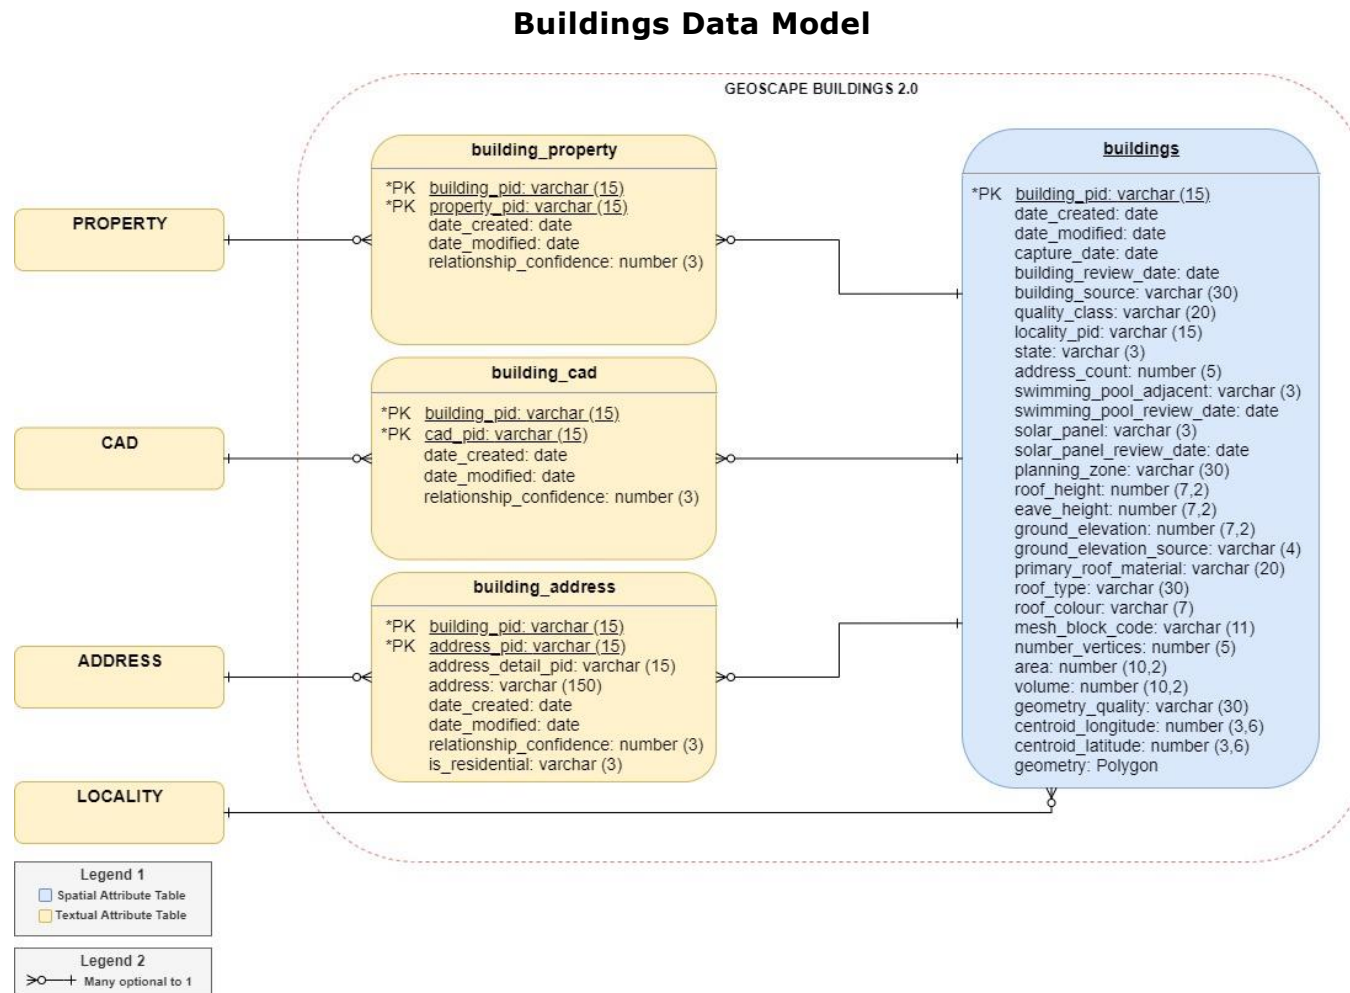 Buildings Data Model
GEOSCAPE BUILDINGS 2.0
PROPERTY
CAD
ADDRESS
LOCALITY
building_property
*PK building_pid: varchar (15)
*PK property_pid: varchar (15)
date_created: date
date_modified: date
relationship_confidence: number (3)
building_cad
*PK building_pid: varchar (15)
*PK cad_pid: varchar (15)
date_created: date
date_modified: date
relationship_confidence: number (3)
building_address
*PK building_pid: varchar (15)
*PK address_pid: varchar (15)
address_detail_pid: varchar (15)
address: varchar (150)
date_created: date
date_modified: date
relationship_confidence: number (3)
is_residential: varchar (3)
buildings
*PK building_pid: varchar (15)
date_created: date
date_modified: date
capture_date: date
building_review_date: date
building_source: varchar (30)
quality_class: varchar (20)
locality_pid: varchar (15)
state: varchar (3)
address_count: number (5)
swimming_pool_adjacent: varchar (3)
swimming_pool_review_date: date
solar_panel: varchar (3)
solar_panel_review_date: date
planning_zone: varchar (30)
roof_height: number (7,2)
eave_height: number (7,2)
ground_elevation: number (7,2)
ground_elevation_source: varchar (4)
primary_roof_material: varchar (20)
roof_type: varchar (30)
roof_colour: varchar (7)
mesh_block_code: varchar (11)
number_vertices: number (5)
area: number (10,2)
volume: number (10,2)
geometry_quality: varchar (30)
centroid_longitude: number (3,6)
centroid_latitude: number (3,6)
geometry: Polygon
Legend 1
Spatial Attribute Table
Textual Attribute Table
Legend 2
Many optional to 1